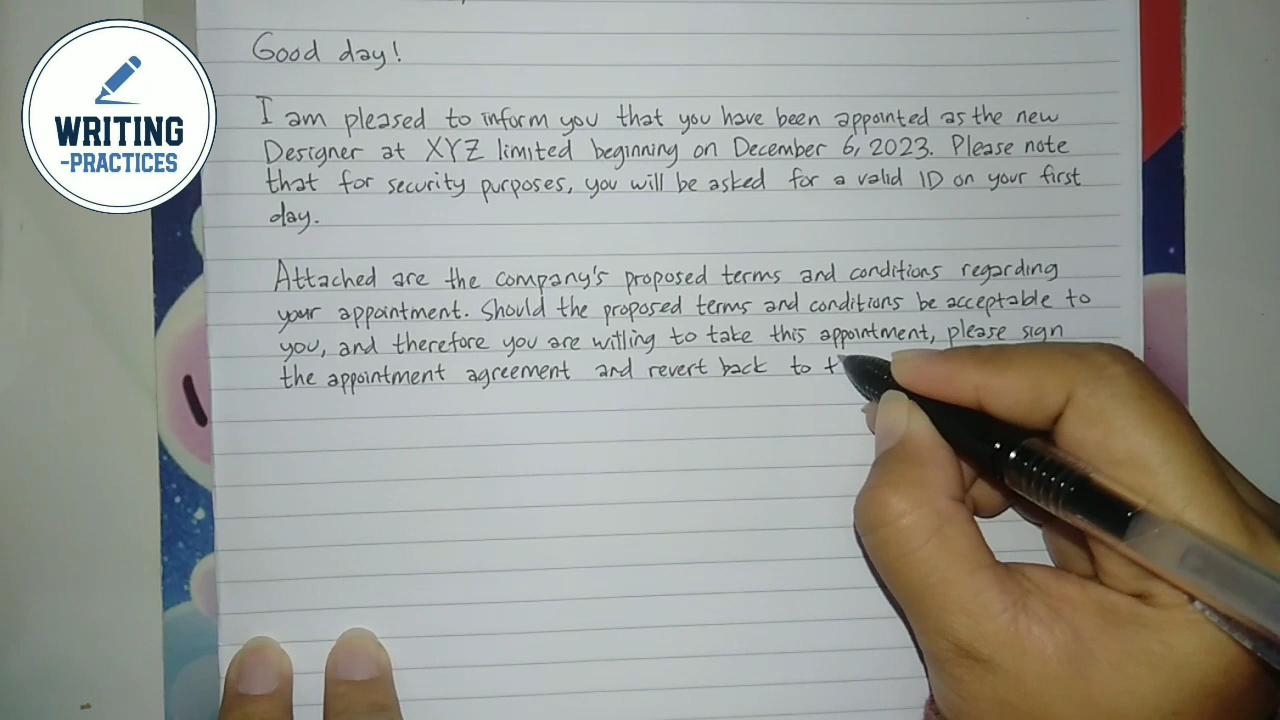 WRITING
-PRACTICES
Good day!
I am pleased to inform you that you have been appointed as the new
Designer at XYZ limited beginning on December 6, 2023. Please note
that for security purposes, you will be asked for a valid ID on your first
day.
Attached are the company's proposed terms and conditions regarding
your appointment. Should the proposed terms and conditions be acceptable to
you, and therefore you are willing to take this appointment, please sign
the appointment agreement and revert back to t